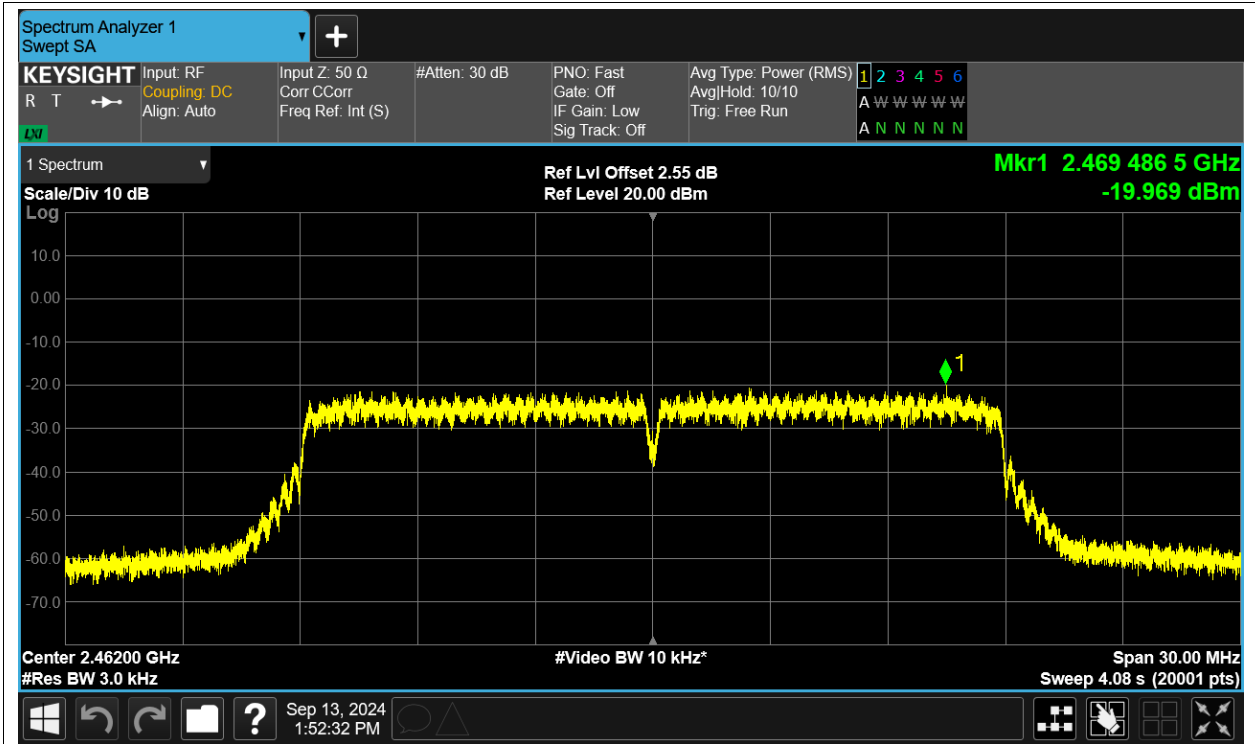 Spectrum Analyzer 1
Swept SA
KEYSIGHT
R T
LXI
Input: RF
Coupling: DC
Align: Auto
Input Z: 50 Ω
Corr CCorr
Freq Ref: Int (S)
#Atten: 30 dB
PNO: Fast
Gate: Off
IF Gain: Low
Sig Track: Off
Avg Type: Power (RMS)
Avg|Hold: 10/10
Trig: Free Run
1 2 3 4 5 6
A W W W W W
A N N N N N
1 Spectrum
Scale/Div 10 dB
Log
Ref Lvl Offset 2.55 dB
Ref Level 20.00 dBm
Mkr1 2.469 486 5 GHz
-19.969 dBm
10.0
0.00
-10.0
-20.0
-30.0
-40.0
-50.0
-60.0
-70.0
1
Center 2.46200 GHz
#Res BW 3.0 kHz
#Video BW 10 kHz*
Span 30.00 MHz
Sweep 4.08 s (20001 pts)
?
Sep 13, 2024
1:52:32 PM